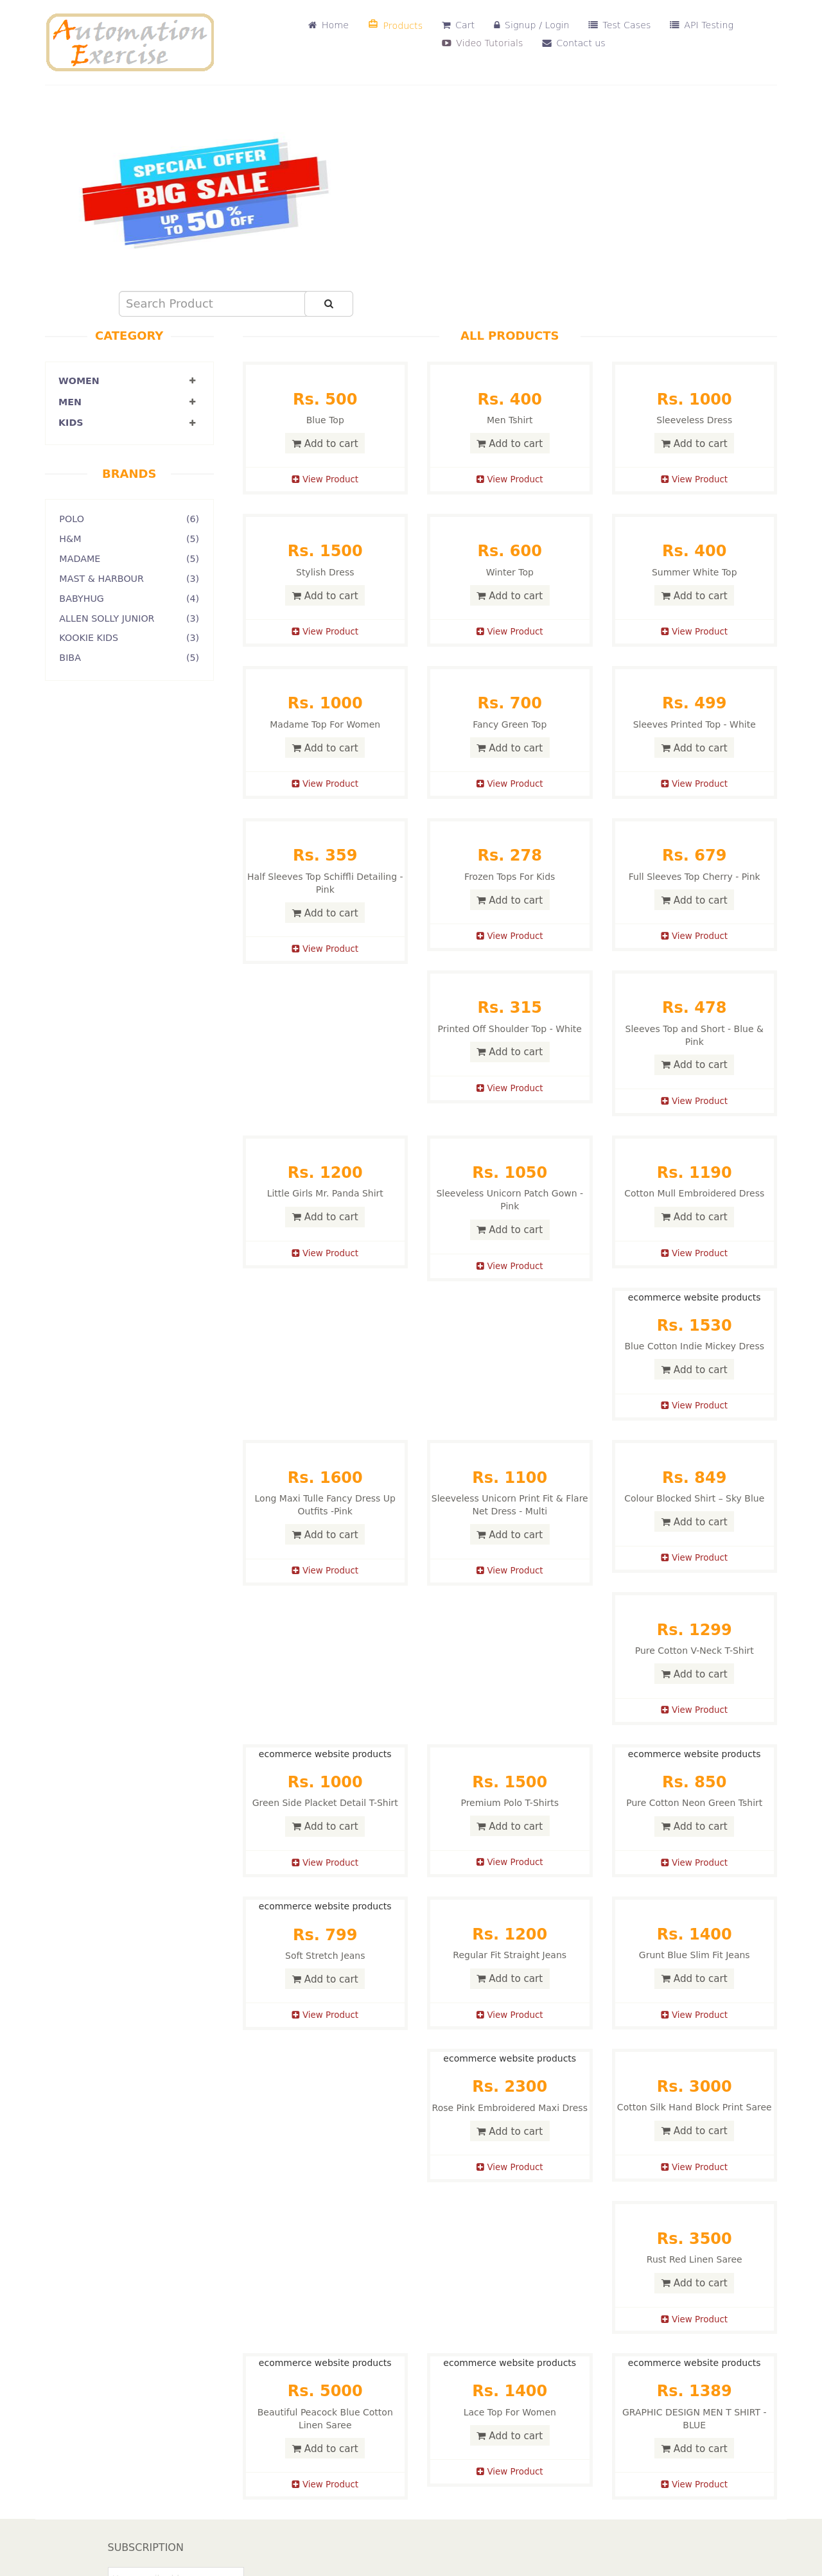 Automation
Exercise
Home
Products
Cart
Signup / Login
Test Cases
API Testing
Video Tutorials
Contact us
SPECIAL OFFER
BIG SALE
UP TO 50 % OFF
Search Product
CATEGORY
WOMEN
MEN
KIDS
BRANDS
POLO (6)
H&M (5)
MADAME (5)
MAST & HARBOUR (3)
BABYHUG (4)
ALLEN SOLLY JUNIOR (3)
KOOKIE KIDS (3)
BIBA (5)
ALL PRODUCTS
Rs. 500
Blue Top
Add to cart
View Product
Rs. 400
Men Tshirt
Add to cart
View Product
Rs. 1000
Sleeveless Dress
Add to cart
View Product
Rs. 1500
Stylish Dress
Add to cart
View Product
Rs. 600
Winter Top
Add to cart
View Product
Rs. 400
Summer White Top
Add to cart
View Product
Rs. 1000
Madame Top For Women
Add to cart
View Product
Rs. 700
Fancy Green Top
Add to cart
View Product
Rs. 499
Sleeves Printed Top - White
Add to cart
View Product
Rs. 359
Half Sleeves Top Schiffli Detailing -
Pink
Add to cart
View Product
Rs. 278
Frozen Tops For Kids
Add to cart
View Product
Rs. 679
Full Sleeves Top Cherry - Pink
Add to cart
View Product
Rs. 315
Printed Off Shoulder Top - White
Add to cart
View Product
Rs. 478
Sleeves Top and Short - Blue &
Pink
Add to cart
View Product
Rs. 1200
Little Girls Mr. Panda Shirt
Add to cart
View Product
Rs. 1050
Sleeveless Unicorn Patch Gown -
Pink
Add to cart
View Product
Rs. 1190
Cotton Mull Embroidered Dress
Add to cart
View Product
ecommerce website products
Rs. 1530
Blue Cotton Indie Mickey Dress
Add to cart
View Product
Rs. 1600
Long Maxi Tulle Fancy Dress Up
Outfits -Pink
Add to cart
View Product
Rs. 1100
Sleeveless Unicorn Print Fit & Flare
Net Dress - Multi
Add to cart
View Product
Rs. 849
Colour Blocked Shirt – Sky Blue
Add to cart
View Product
Rs. 1299
Pure Cotton V-Neck T-Shirt
Add to cart
View Product
ecommerce website products
Rs. 1000
Green Side Placket Detail T-Shirt
Add to cart
View Product
Rs. 1500
Premium Polo T-Shirts
Add to cart
View Product
ecommerce website products
Rs. 850
Pure Cotton Neon Green Tshirt
Add to cart
View Product
ecommerce website products
Rs. 799
Soft Stretch Jeans
Add to cart
View Product
Rs. 1200
Regular Fit Straight Jeans
Add to cart
View Product
Rs. 1400
Grunt Blue Slim Fit Jeans
Add to cart
View Product
ecommerce website products
Rs. 2300
Rose Pink Embroidered Maxi Dress
Add to cart
View Product
Rs. 3000
Cotton Silk Hand Block Print Saree
Add to cart
View Product
Rs. 3500
Rust Red Linen Saree
Add to cart
View Product
ecommerce website products
Rs. 5000
Beautiful Peacock Blue Cotton
Linen Saree
Add to cart
View Product
ecommerce website products
Rs. 1400
Lace Top For Women
Add to cart
View Product
ecommerce website products
Rs. 1389
GRAPHIC DESIGN MEN T SHIRT -
BLUE
Add to cart
View Product
SUBSCRIPTION